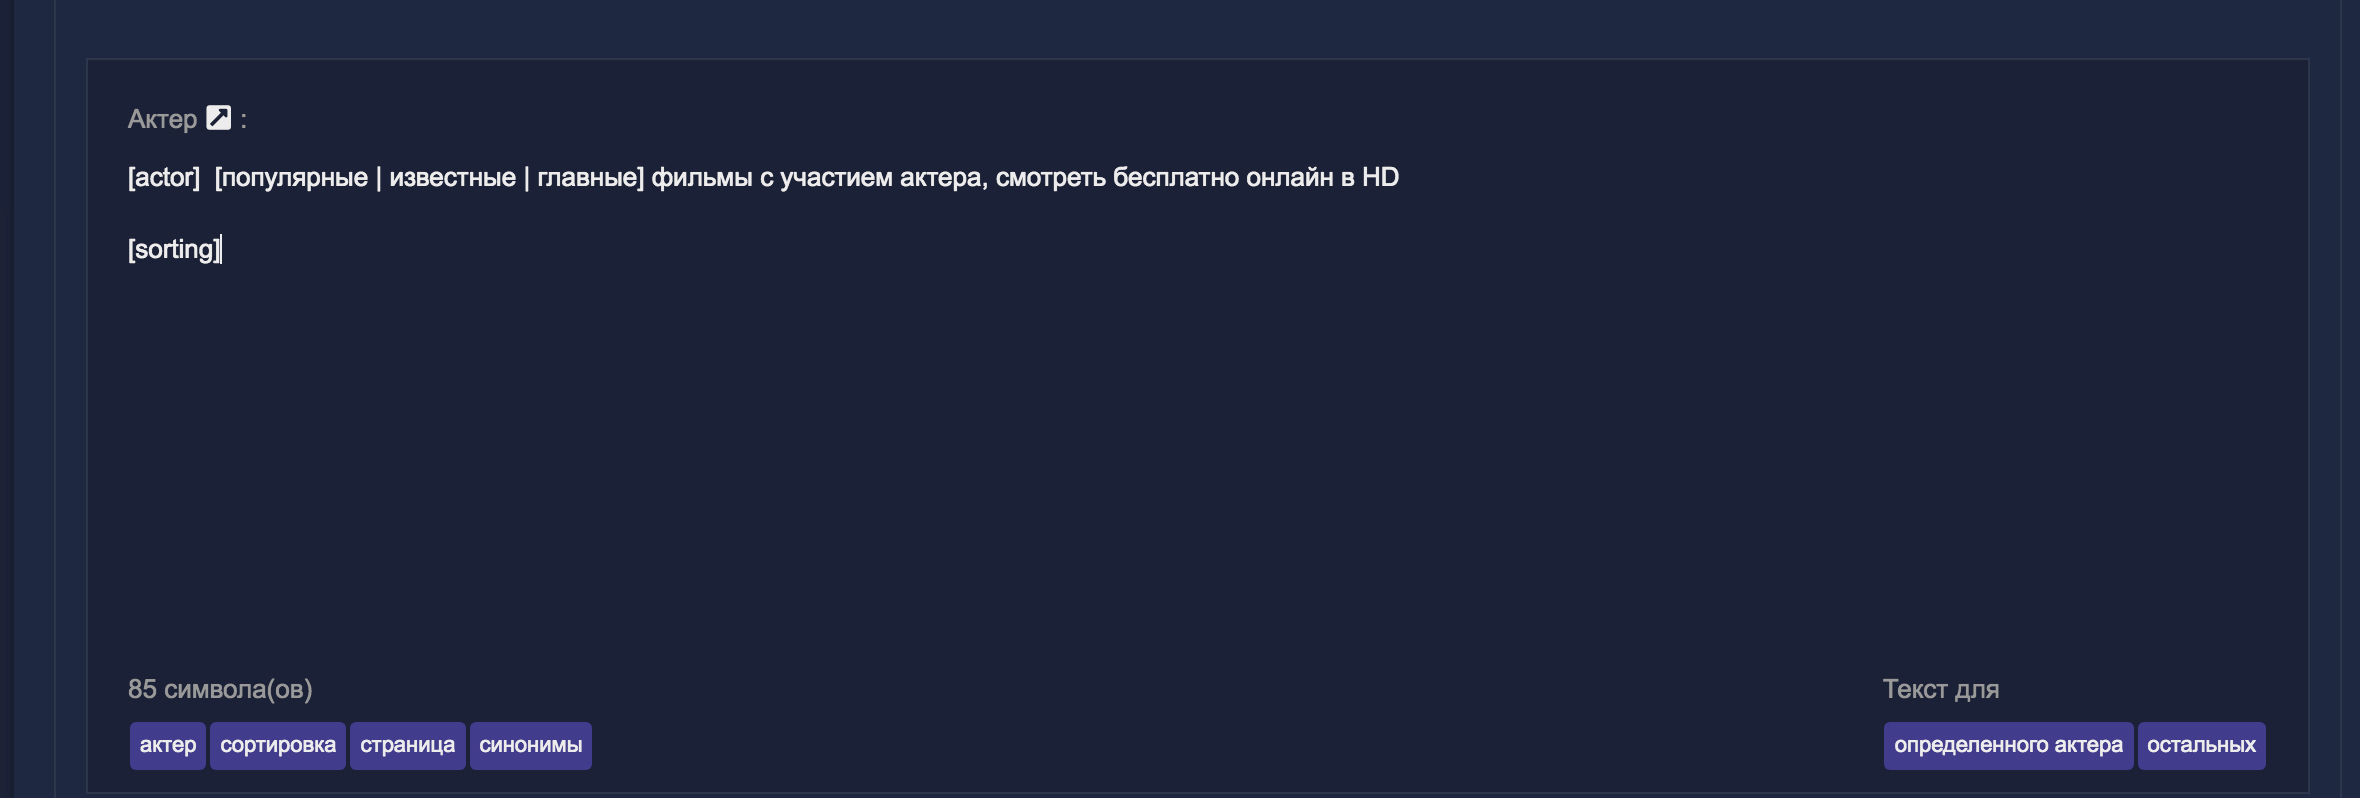 Актер :
[actor]  [популярные | известные | главные] фильмы с участием актера, смотреть бесплатно онлайн в HD
[sorting]
85 символа(ов)
Текст для
актер сортировка страница синонимы
определенного актера остальных